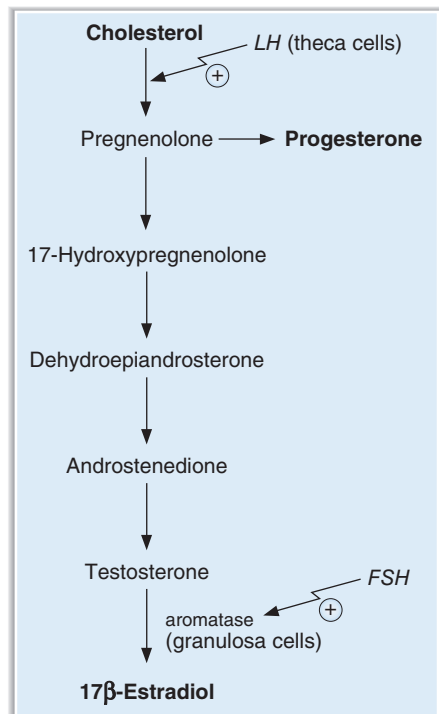 Cholesterol
LH (theca cells)
+
Pregnenolone
Progesterone
17-Hydroxypregnenolone
Dehydroepiandrosterone
Androstenedione
Testosterone
FSH
+
aromatase
(granulosa cells)
17β-Estradiol